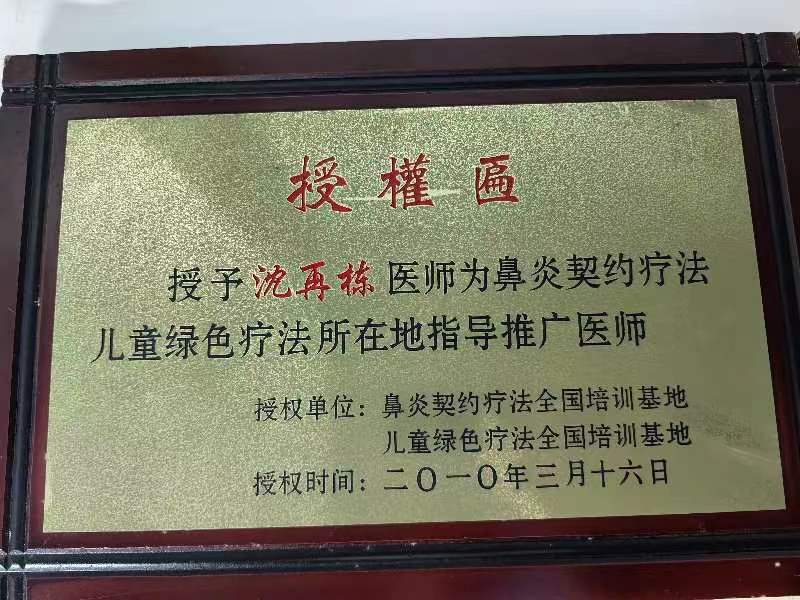 授權匾
授予沈再栋医师为鼻炎契约疗法
儿童绿色疗法所在地指导推广医师
授权单位：鼻炎契约疗法全国培训基地
儿童绿色疗法全国培训基地
授权时间：二〇一〇年三月十六日